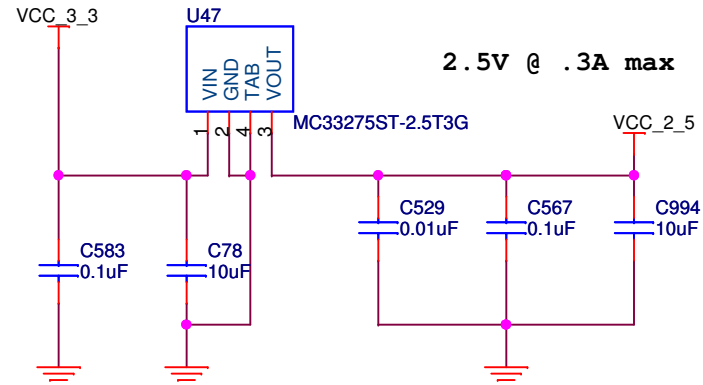 VCC_3_3
U47
2.5V @ .3A max
VIN
GND
TAB
VOUT
1
2
4
3
MC33275ST-2.5T3G
VCC_2_5
C583
0.1uF
C78
10uF
C529
0.01uF
C567
0.1uF
C994
10uF